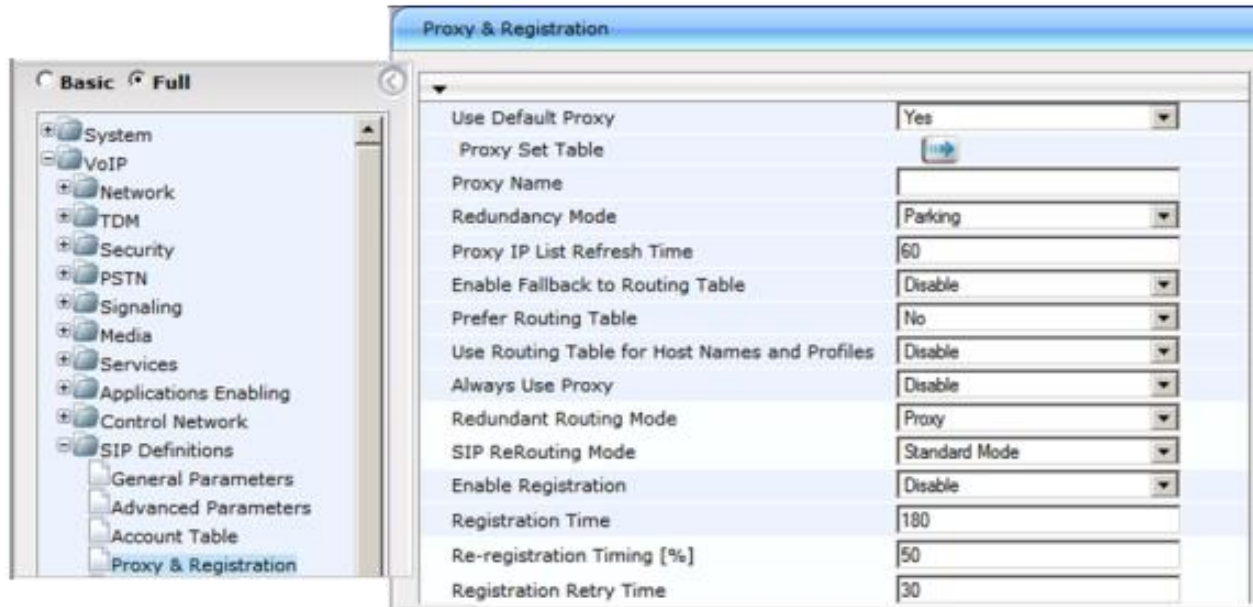 Proxy & Registration
Basic Full
System
VoIP
Network
TDM
Security
PSTN
Signaling
Media
Services
Applications Enabling
Control Network
SIP Definitions
General Parameters
Advanced Parameters
Account Table
Proxy & Registration
Use Default Proxy Yes
Proxy Set Table
Proxy Name
Redundancy Mode Parking
Proxy IP List Refresh Time 60
Enable Fallback to Routing Table Disable
Prefer Routing Table No
Use Routing Table for Host Names and Profiles Disable
Always Use Proxy Disable
Redundant Routing Mode Proxy
SIP ReRouting Mode Standard Mode
Enable Registration Disable
Registration Time 180
Re-registration Timing [%] 50
Registration Retry Time 30